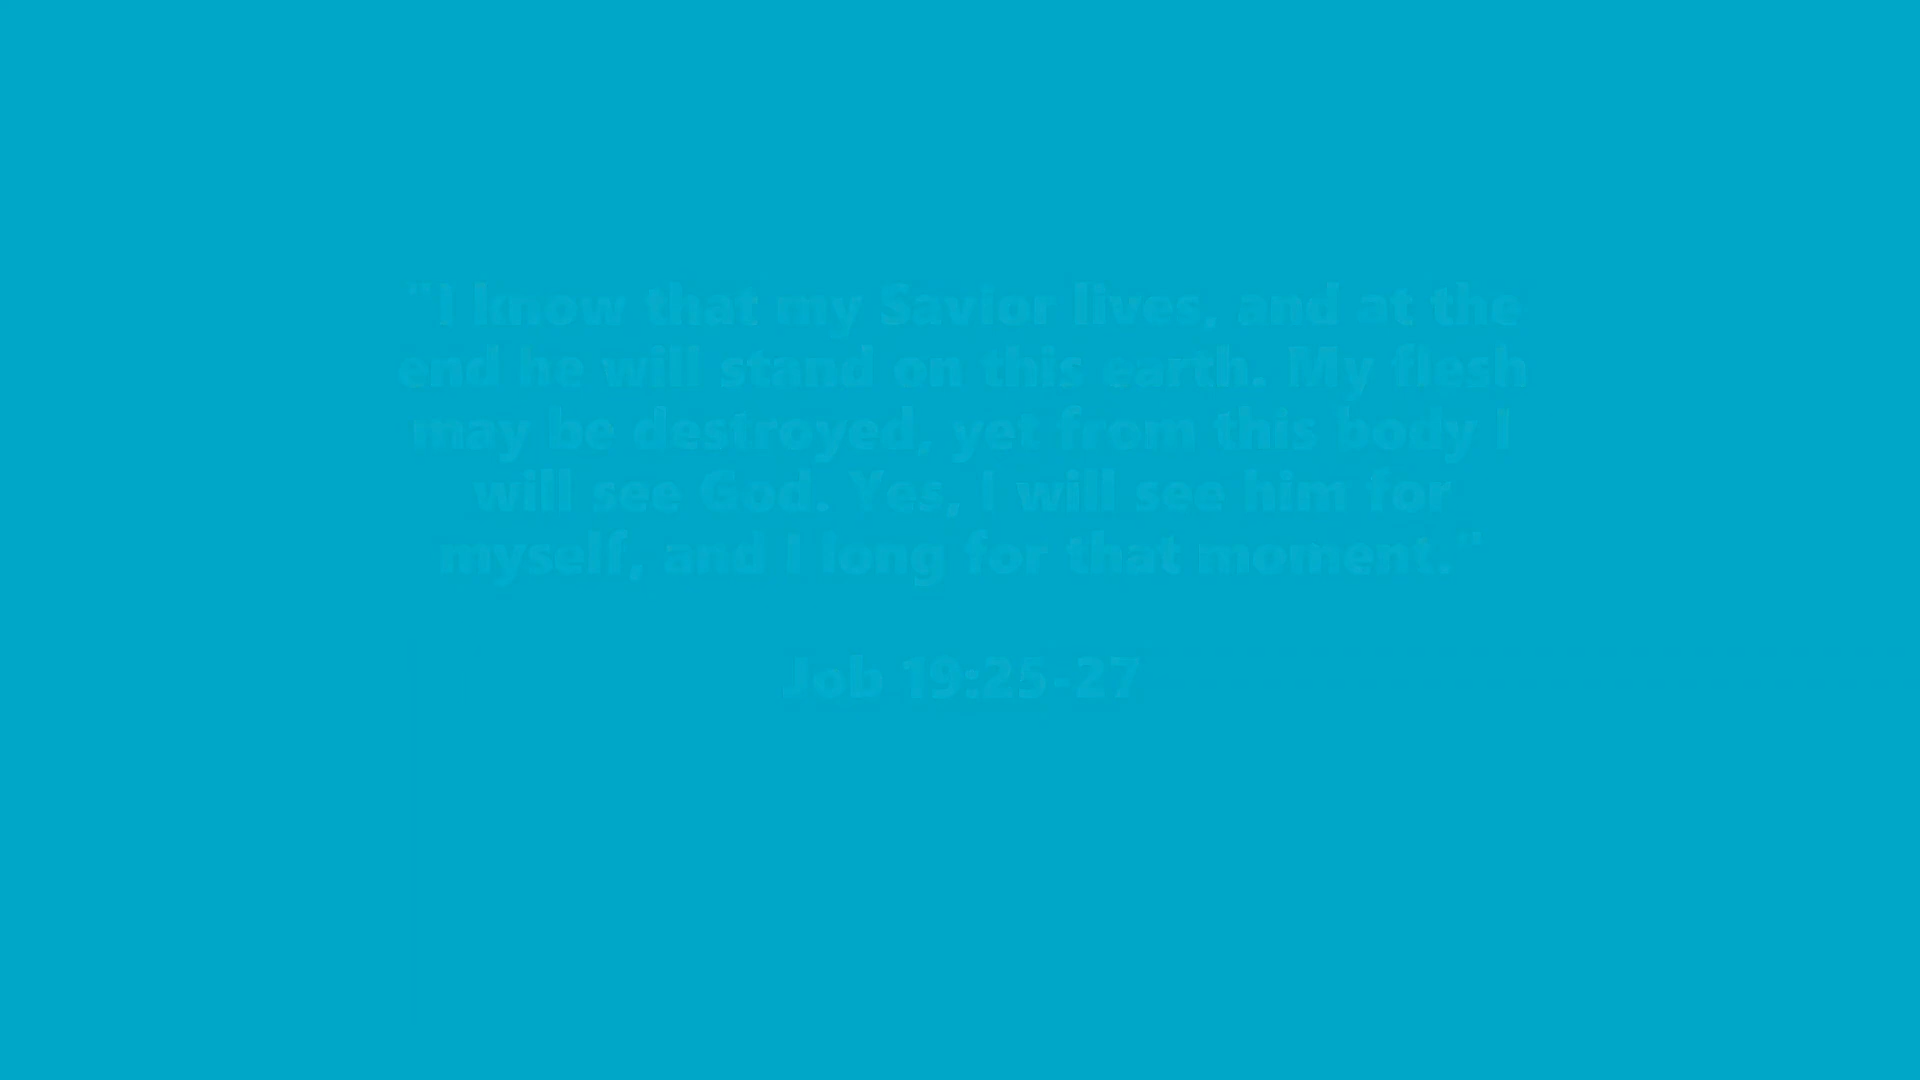 "I know that my Savior lives, and at the
end he will stand on this earth. My flesh
may be destroyed, yet from this body I
will see God. Yes, I will see him for
myself, and I long for that moment."
Job 19:25-27